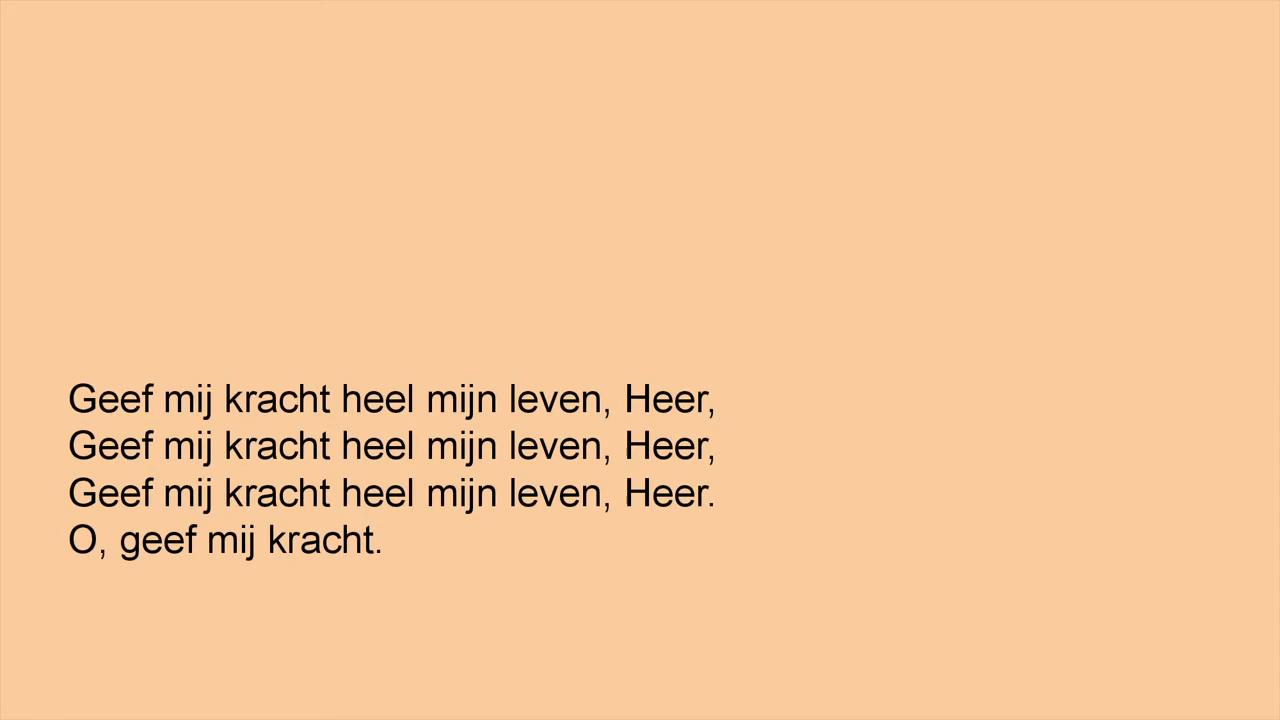 Geef mij kracht heel mijn leven, Heer,
Geef mij kracht heel mijn leven, Heer,
Geef mij kracht heel mijn leven, Heer.
O, geef mij kracht.